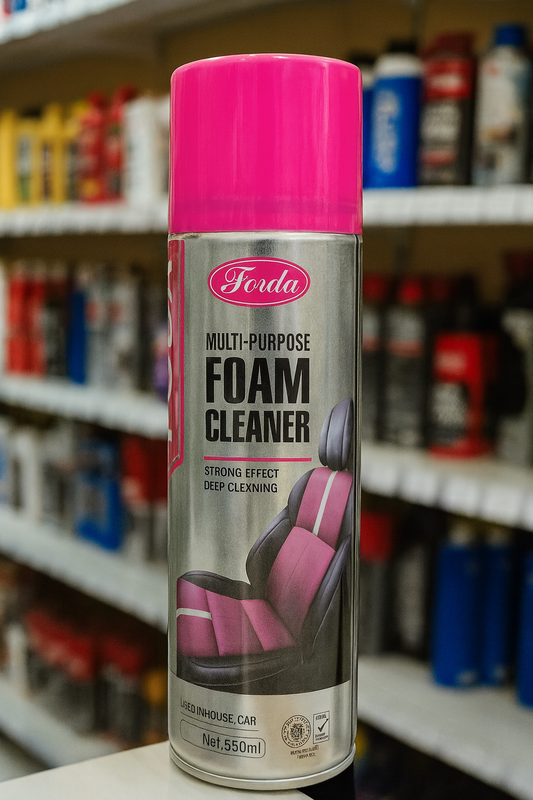 Forda
MULTI-PURPOSE
FOAM
CLEANER
STRONG EFFECT
DEEP CLEXNING
USED INHOUSE, CAR
Net,550ml